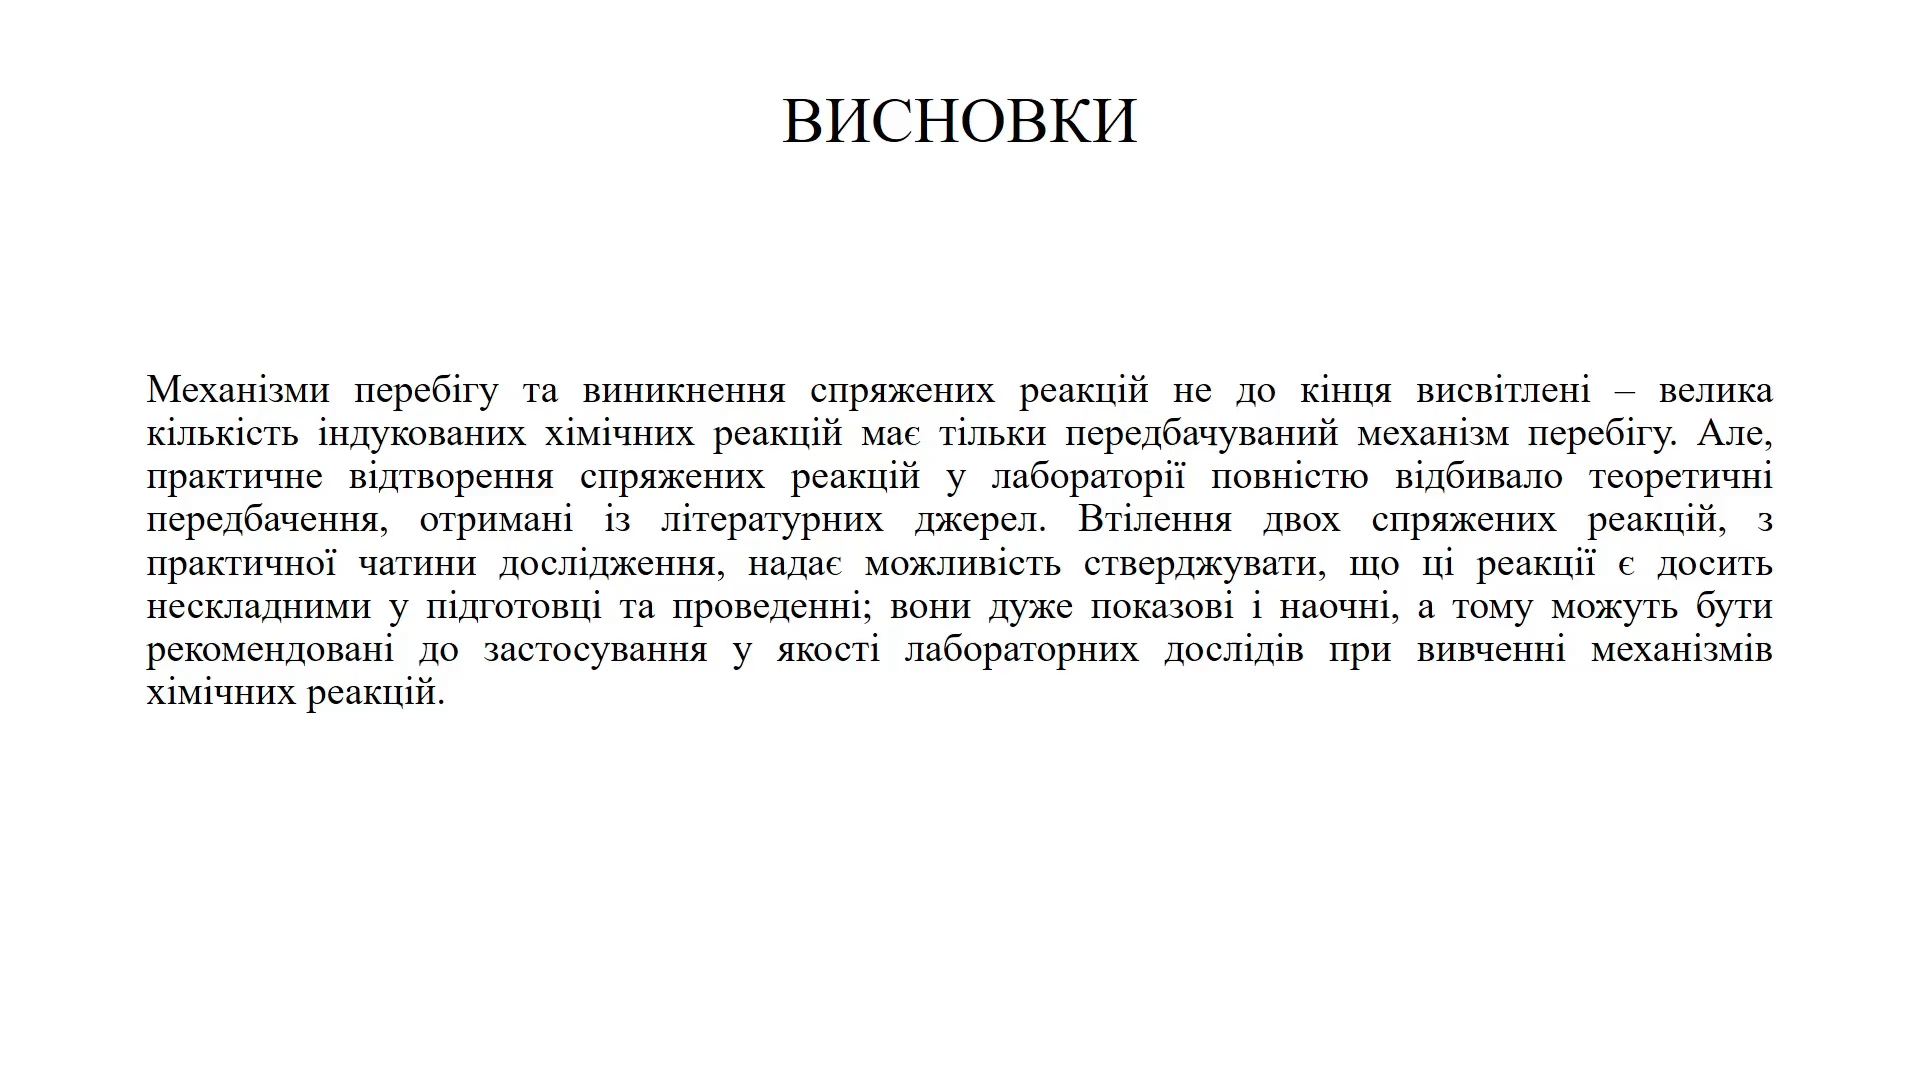 ВИСНОВКИ
Механізми перебігу та виникнення спряжених реакцій не до кінця висвітлені – велика
кількість індукованих хімічних реакцій має тільки передбачуваний механізм перебігу. Але,
практичне відтворення спряжених реакцій у лабораторії повністю відбивало теоретичні
передбачення, отримані із літературних джерел. Втілення двох спряжених реакцій, з
практичної чатини дослідження, надає можливість стверджувати, що ці реакції є досить
нескладними у підготовці та проведенні; вони дуже показові і наочні, а тому можуть бути
рекомендовані до застосування у якості лабораторних дослідів при вивченні механізмів
хімічних реакцій.